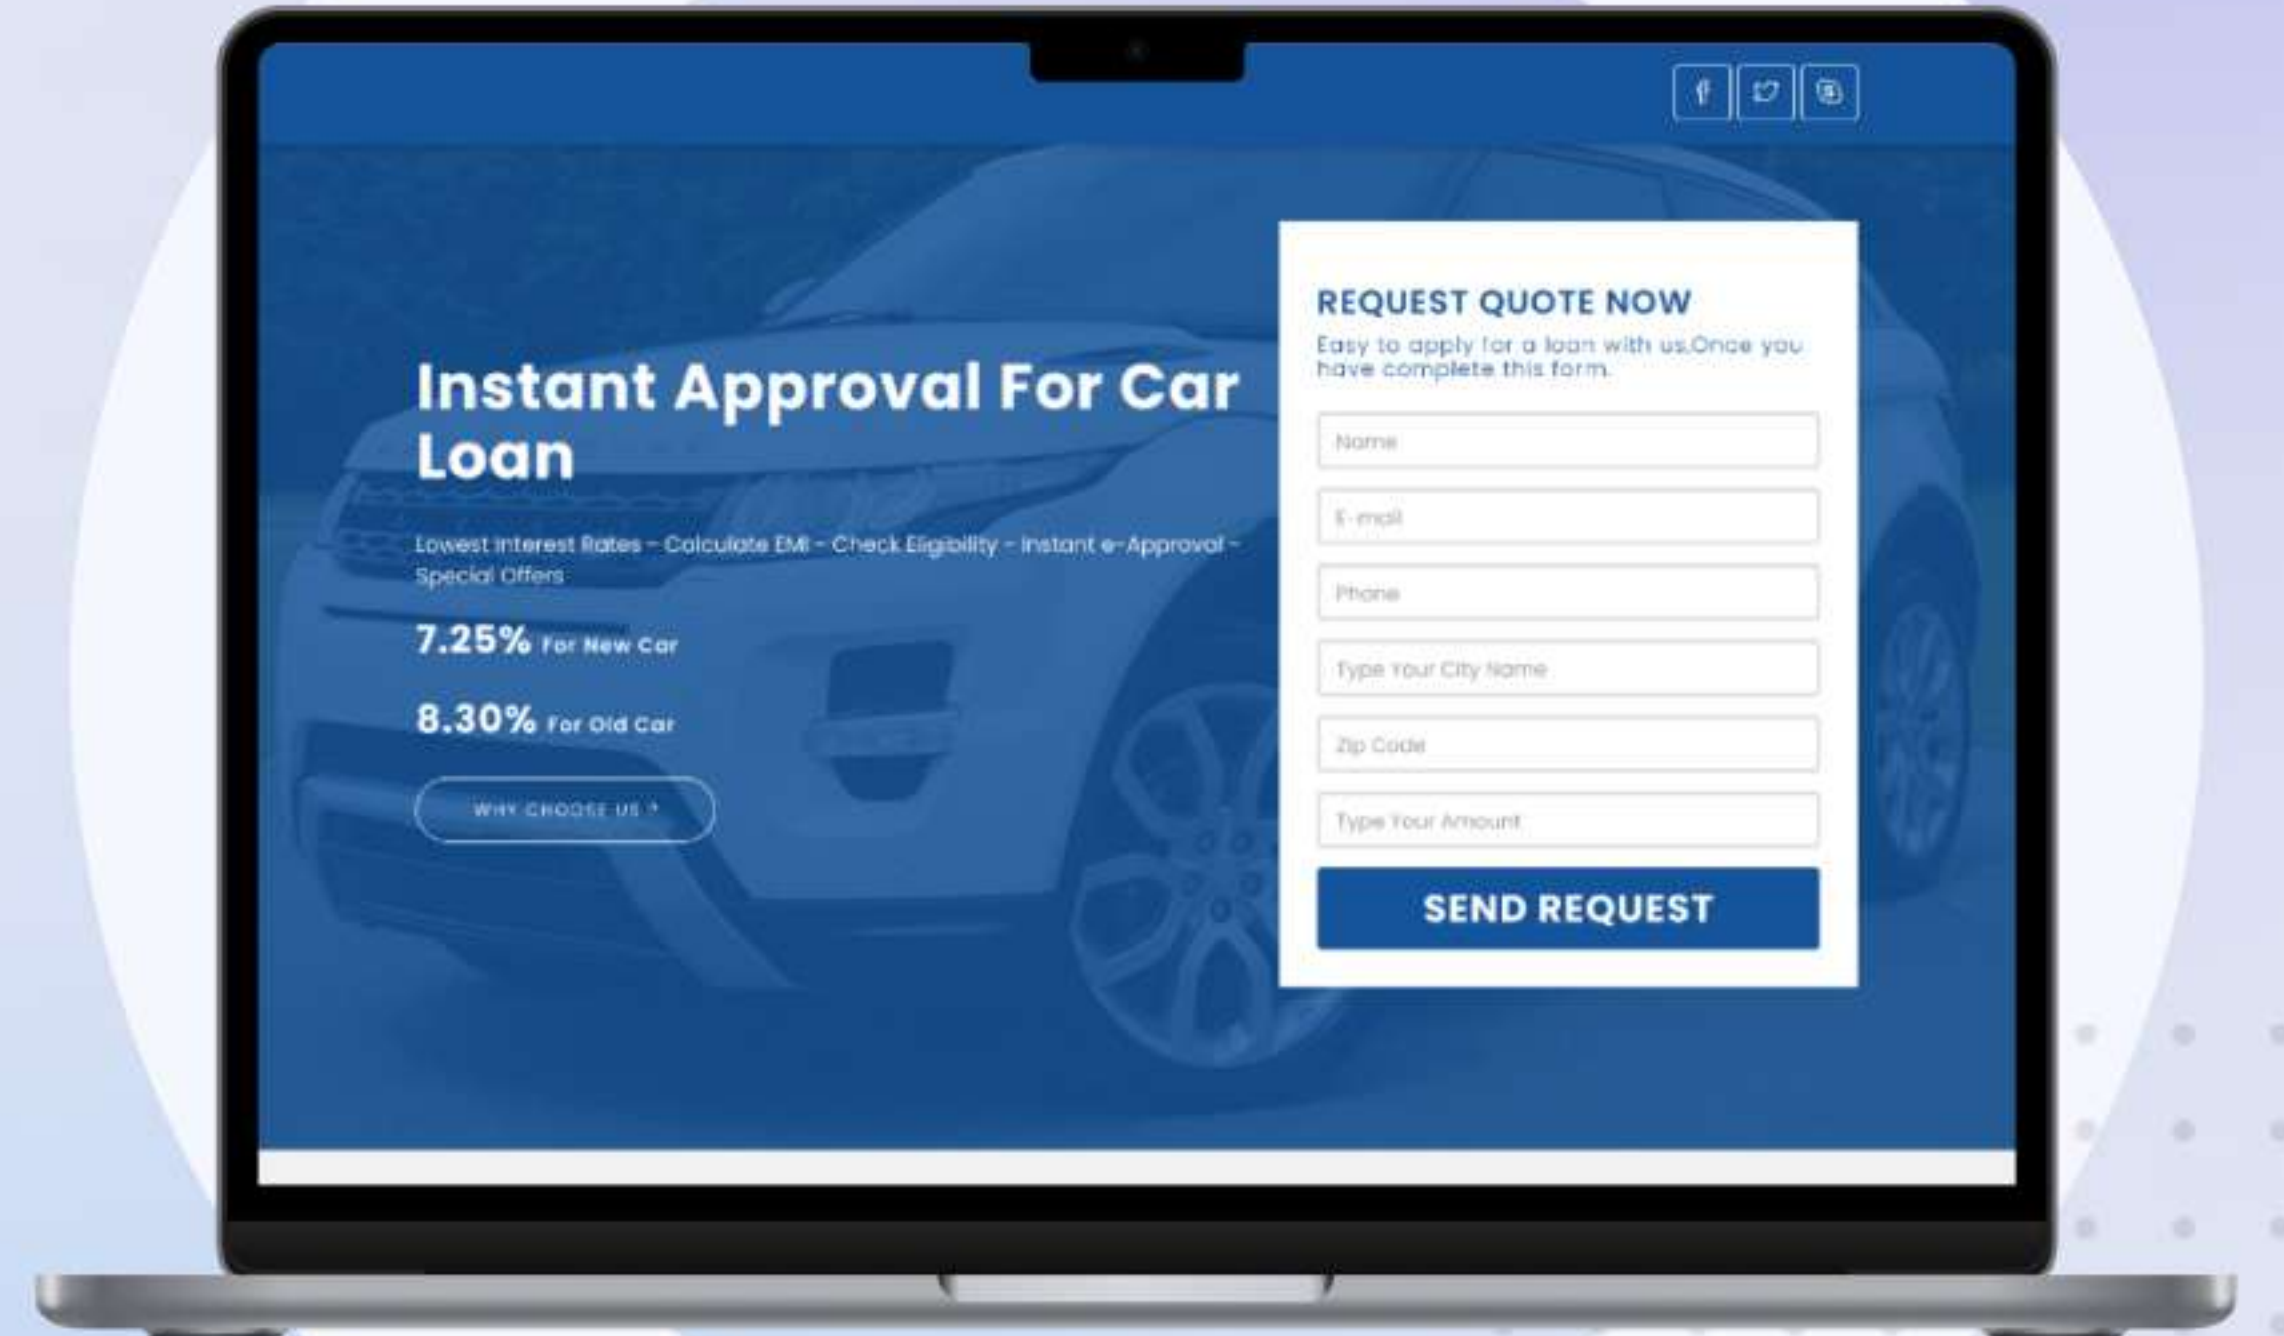 Instant Approval For Car
Loan
Lowest Interest Rates - Calculate EMI - Check Eligibility - Instant e-Approval -
Special Offers
7.25% For New Car
8.30% For Old Car
WHY CHOOSE US ?
REQUEST QUOTE NOW
Easy to apply for a loan with us.Once you
have complete this form.
Name
E-mail
Phone
Type Your City Name
Zip Code
Type Your Amount
SEND REQUEST